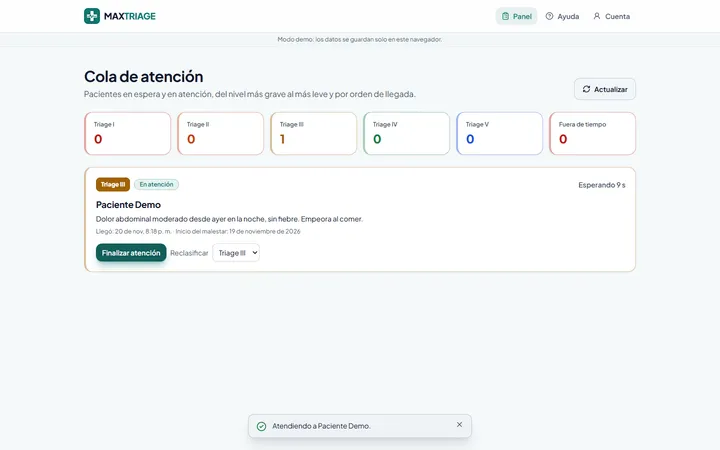 MAXTRIAGE
Panel
Ayuda
Cuenta
Modo demo: los datos se guardan solo en este navegador.
Cola de atención
Pacientes en espera y en atención, del nivel más grave al más leve y por orden de llegada.
Actualizar
Triage I
0
Triage II
0
Triage III
1
Triage IV
0
Triage V
0
Fuera de tiempo
0
Triage III
En atención
Esperando 9 s
Paciente Demo
Dolor abdominal moderado desde ayer en la noche, sin fiebre. Empeora al comer.
Llegó: 20 de nov, 8:18 p. m. · Inicio del malestar: 19 de noviembre de 2026
Finalizar atención
Reclasificar
Triage III
Atendiendo a Paciente Demo.